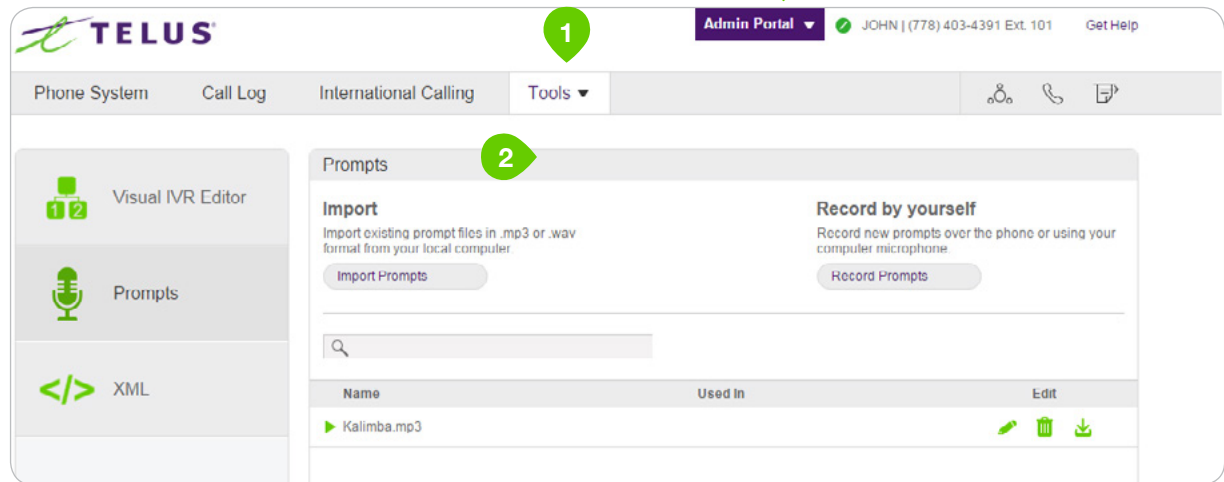 TELUS
1
Admin Portal
JOHN | (778) 403-4391 Ext. 101
Get Help
Phone System
Call Log
International Calling
Tools
1 2
Visual IVR Editor
Prompts
</> XML
Prompts
2
Import
Import existing prompt files in .mp3 or .wav
format from your local computer.
Import Prompts
Record by yourself
Record new prompts over the phone or using your
computer microphone.
Record Prompts
Name
Used In
Edit
Kalimba.mp3